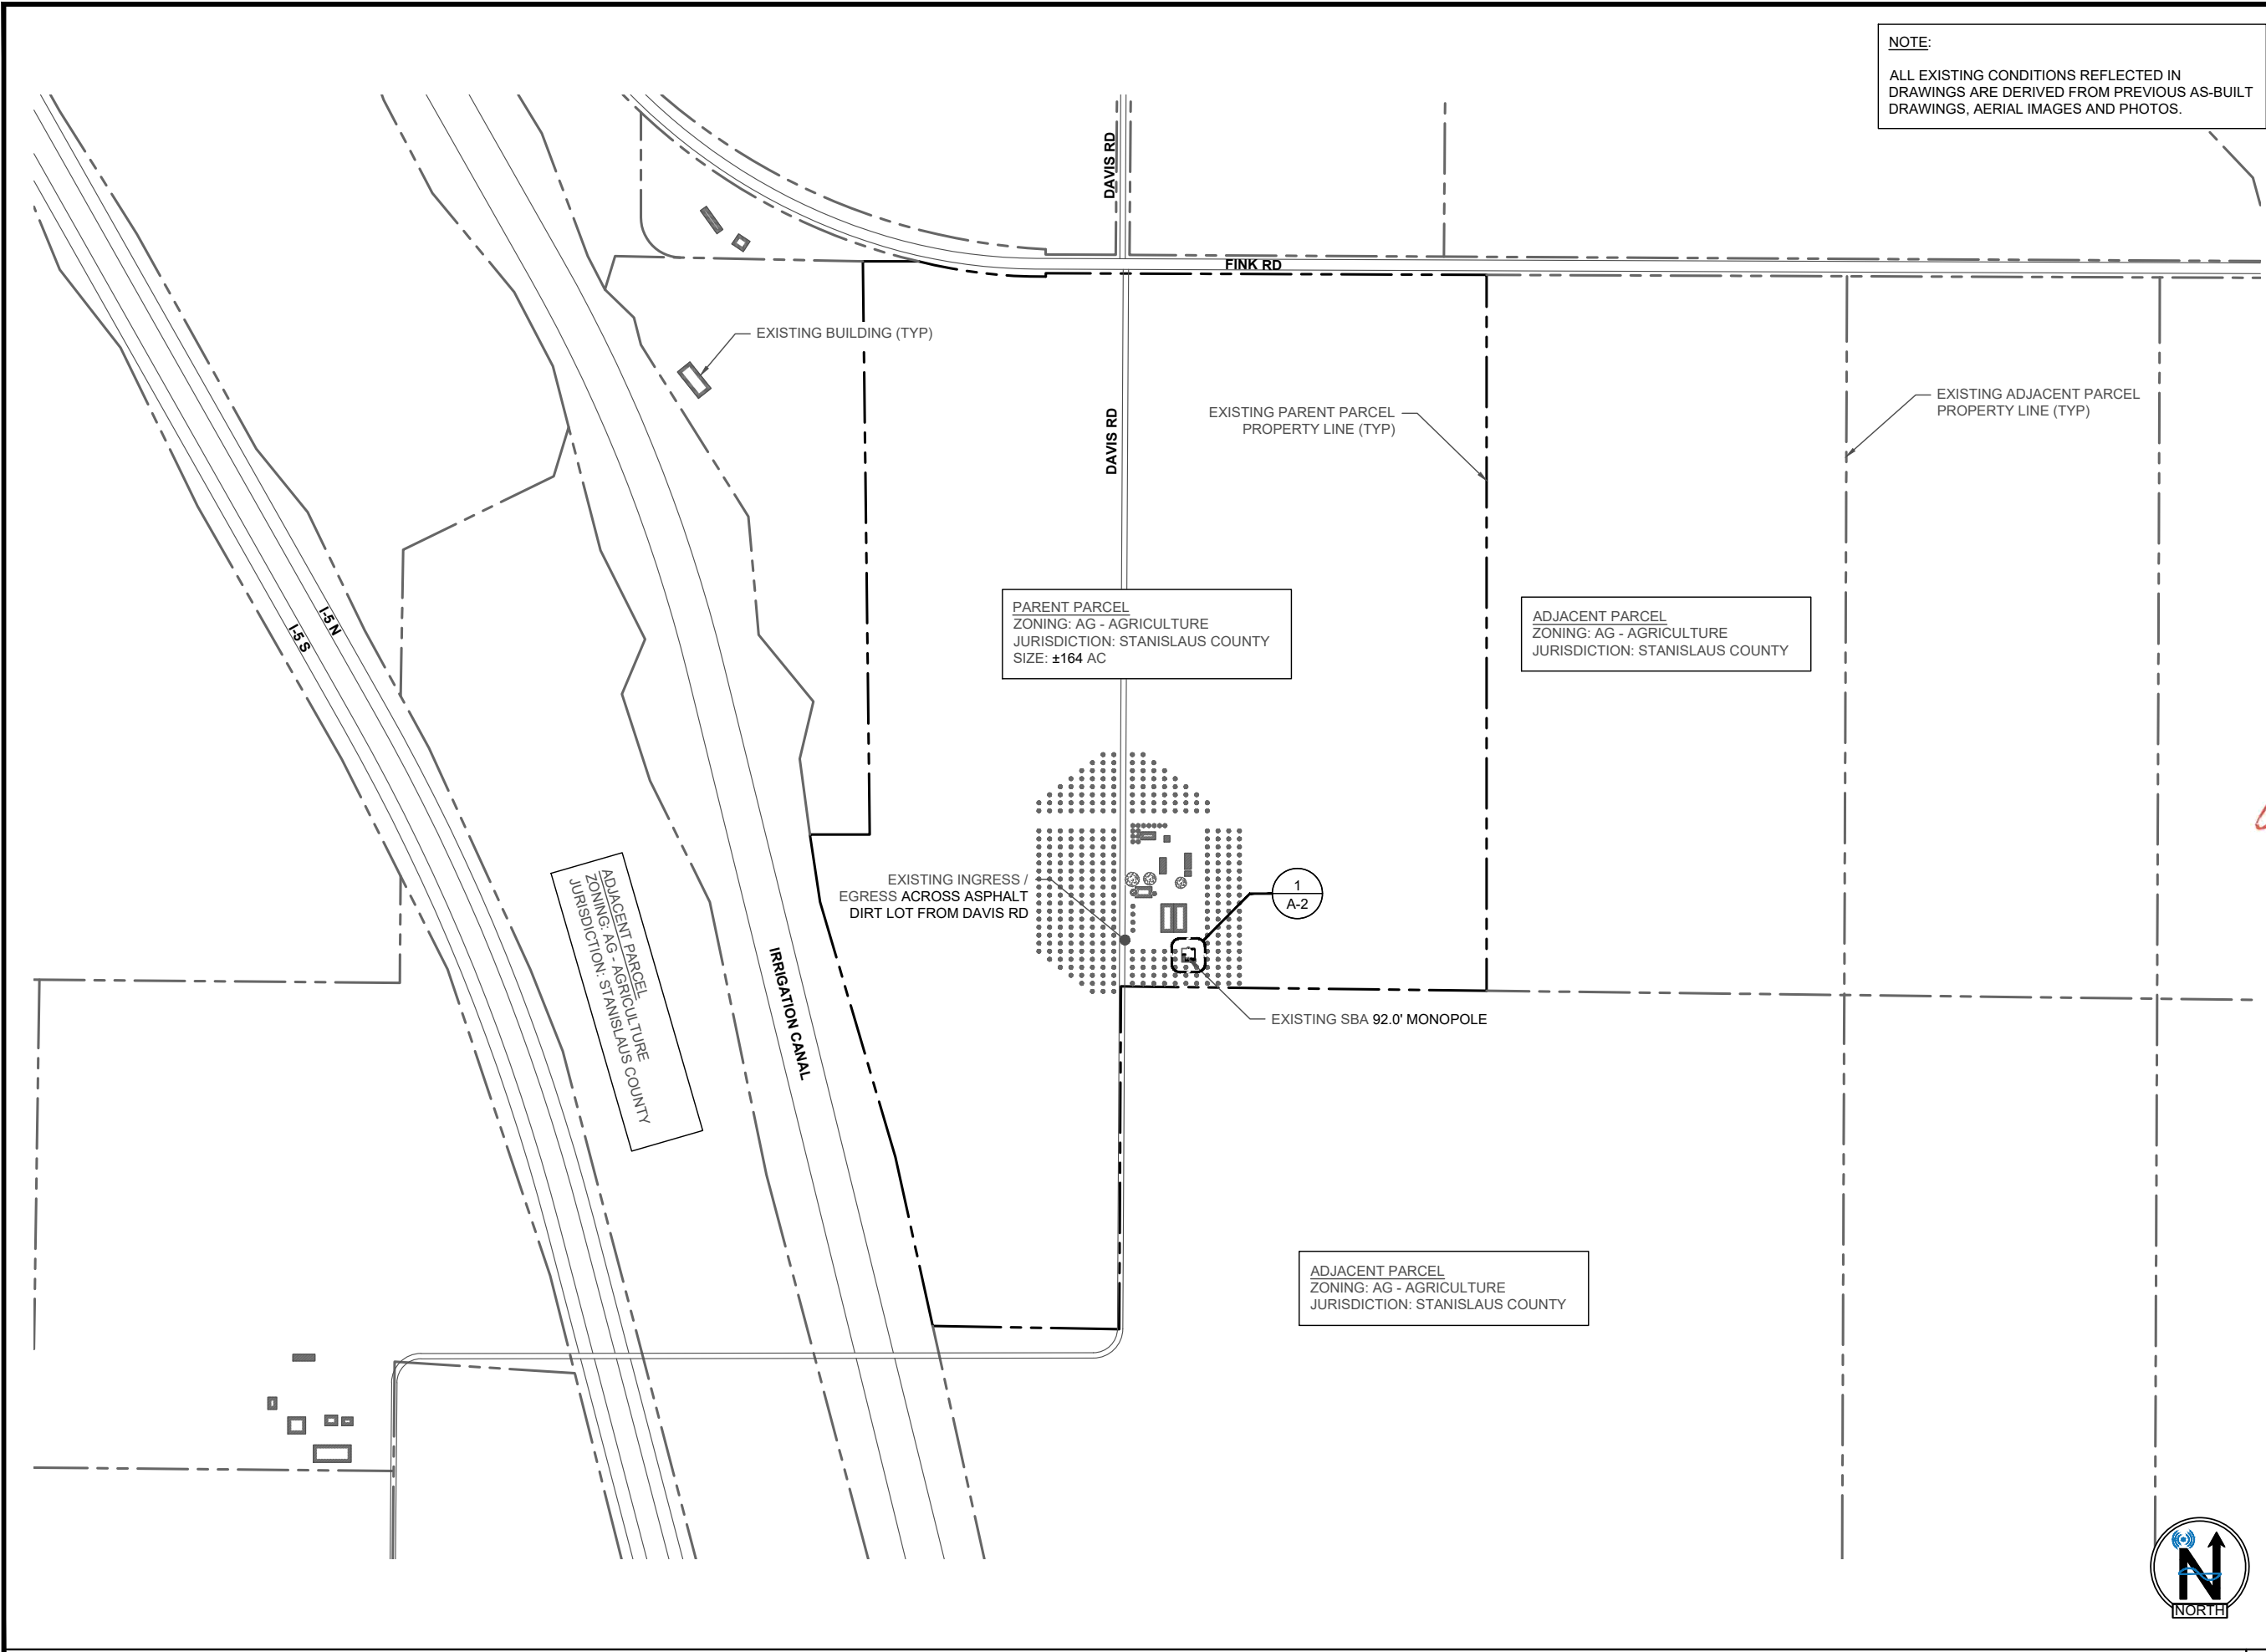 NOTE:
ALL EXISTING CONDITIONS REFLECTED IN
DRAWINGS ARE DERIVED FROM PREVIOUS AS-BUILT
DRAWINGS, AERIAL IMAGES AND PHOTOS.
DAVIS RD
FINK RD
EXISTING BUILDING (TYP)
DAVIS RD
EXISTING PARENT PARCEL
PROPERTY LINE (TYP)
EXISTING ADJACENT PARCEL
PROPERTY LINE (TYP)
I-5 N
I-5 S
PARENT PARCEL
ZONING: AG - AGRICULTURE
JURISDICTION: STANISLAUS COUNTY
SIZE: ±164 AC
ADJACENT PARCEL
ZONING: AG - AGRICULTURE
JURISDICTION: STANISLAUS COUNTY
ADJACENT PARCEL
ZONING: AG - AGRICULTURE
JURISDICTION: STANISLAUS COUNTY
EXISTING INGRESS /
EGRESS ACROSS ASPHALT
DIRT LOT FROM DAVIS RD
1
A-2
IRRIGATION CANAL
EXISTING SBA 92.0' MONOPOLE
ADJACENT PARCEL
ZONING: AG - AGRICULTURE
JURISDICTION: STANISLAUS COUNTY
N
NORTH